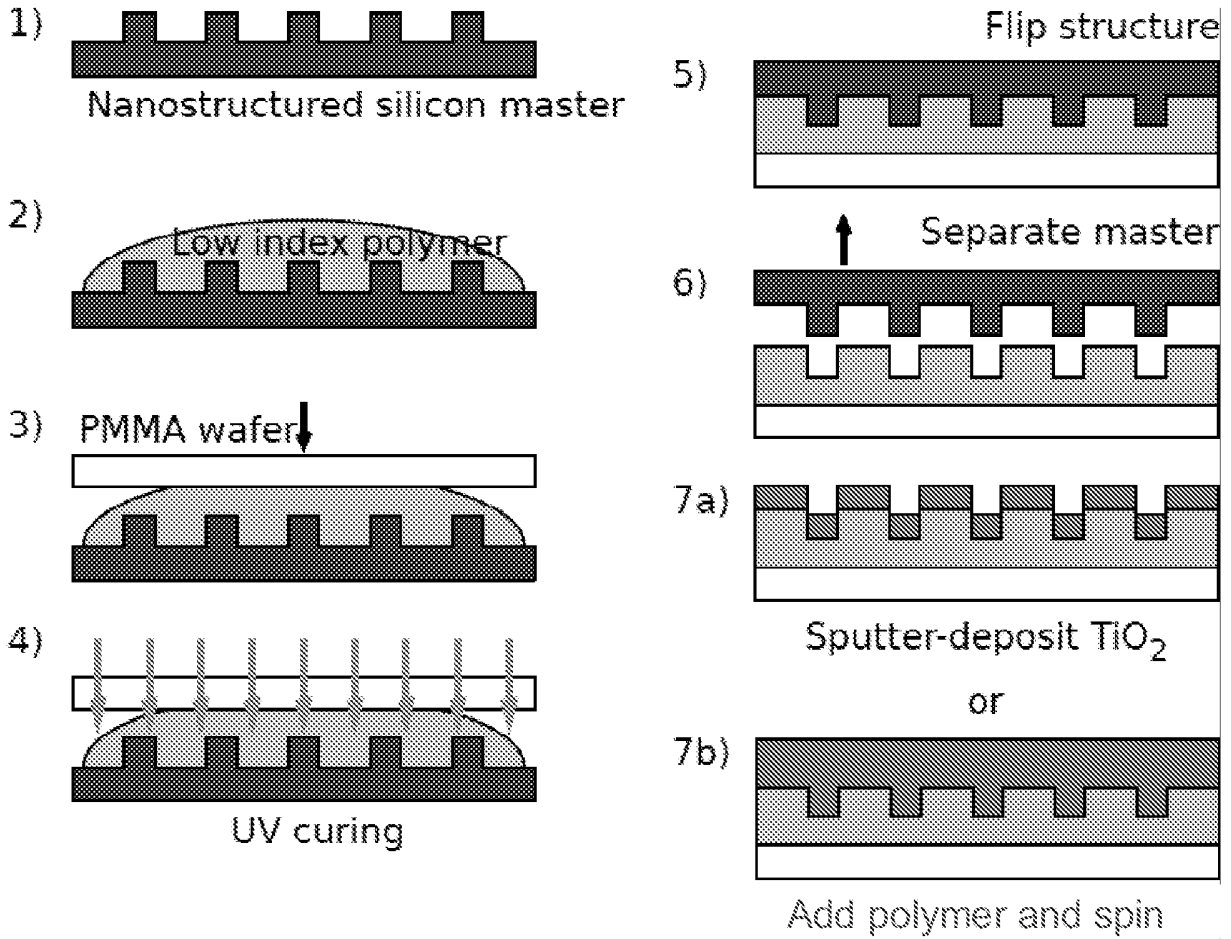 1)
Nanostructured silicon master
2)
Low index polymer
3)
PMMA wafer
4)
UV curing
Flip structure
5)
Separate master
6)
7a)
Sputter-deposit TiO2
or
7b)
Add polymer and spin